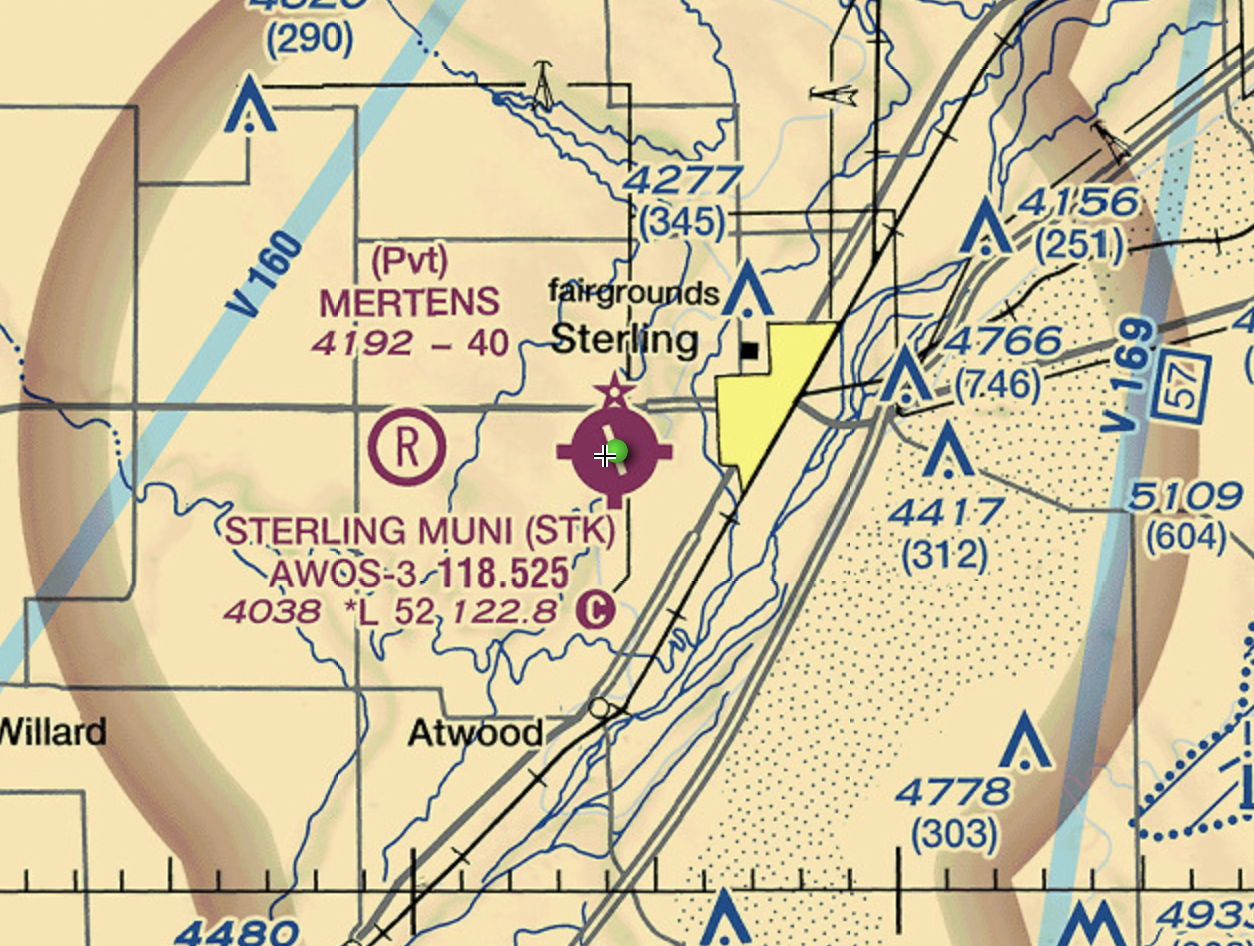 (290)
4277
(345)
4156
(251)
V 160
(Pvt)
MERTENS
4192 – 40
fairgrounds
Sterling
4766
(746)
V 169
57
R
4417
(312)
5109
(604)
STERLING MUNI (STK)
AWOS-3 118.525
4038 *L 52 122.8 C
Willard
Atwood
4778
(303)
4480